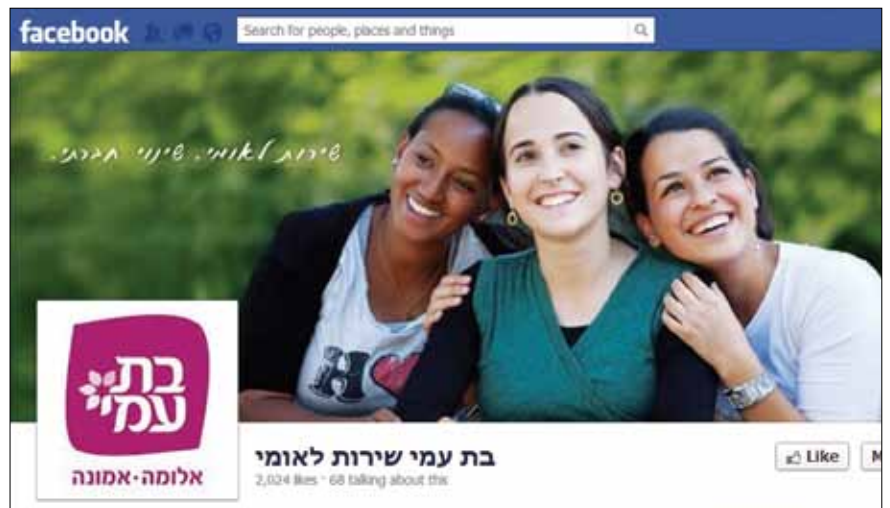 facebook
Search for people, places and things
שירות לאומי. שינוי חברתי.
בת
עמי
אלומה·אמונה
בת עמי שירות לאומי
2,024 likes · 68 talking about this
Like
M